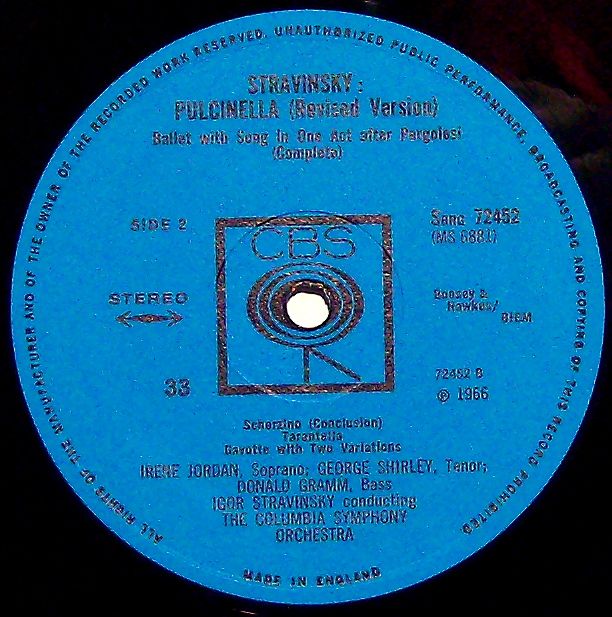 ALL RIGHTS OF THE MANUFACTURER AND OF THE OWNER OF THE RECORDED WORK RESERVED. UNAUTHORIZED PUBLIC PERFORMANCE, BROADCASTING AND COPYING OF THIS RECORD PROHIBITED
STRAVINSKY:
PULCINELLA (Revised Version)
Ballet with Song in One Act after Pergolesi
(Complete)
SIDE 2
SBRG 72452
(MS 6881)
CBS
STEREO
Boosey &
Hawkes/
BIEM
33
72452 B
℗ 1966
Scherzino (Conclusion)
Tarantella
Gavotte with Two Variations
IRENE JORDAN, Soprano; GEORGE SHIRLEY, Tenor;
DONALD GRAMM, Bass
IGOR STRAVINSKY conducting
THE COLUMBIA SYMPHONY
ORCHESTRA
MADE IN ENGLAND